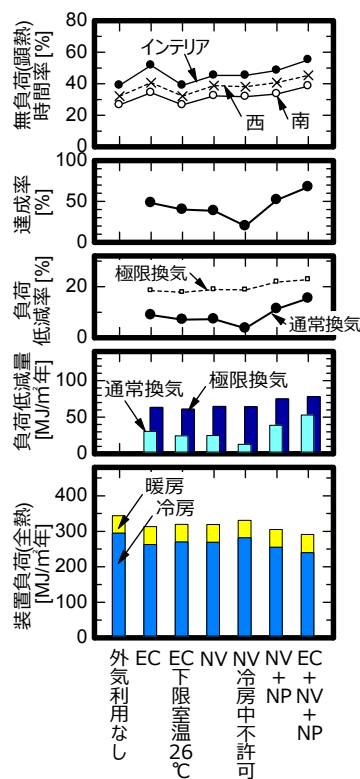 無負荷(顕熱)
時間率 [%]
80
60
40
20
0
インテリア
西
南
達成率
[%]
100
50
0
負荷
低減率[%]
20
0
極限換気
通常換気
負荷低減量
[MJ/㎡年]
100
50
0
通常換気
極限換気
装置負荷(全熱)
[MJ/㎡年]
400
300
200
100
0
暖房
冷房
外気利用なし
EC
EC
下限室温26℃
NV
NV
冷房中不許可
NV+NP
EC+NV+NP